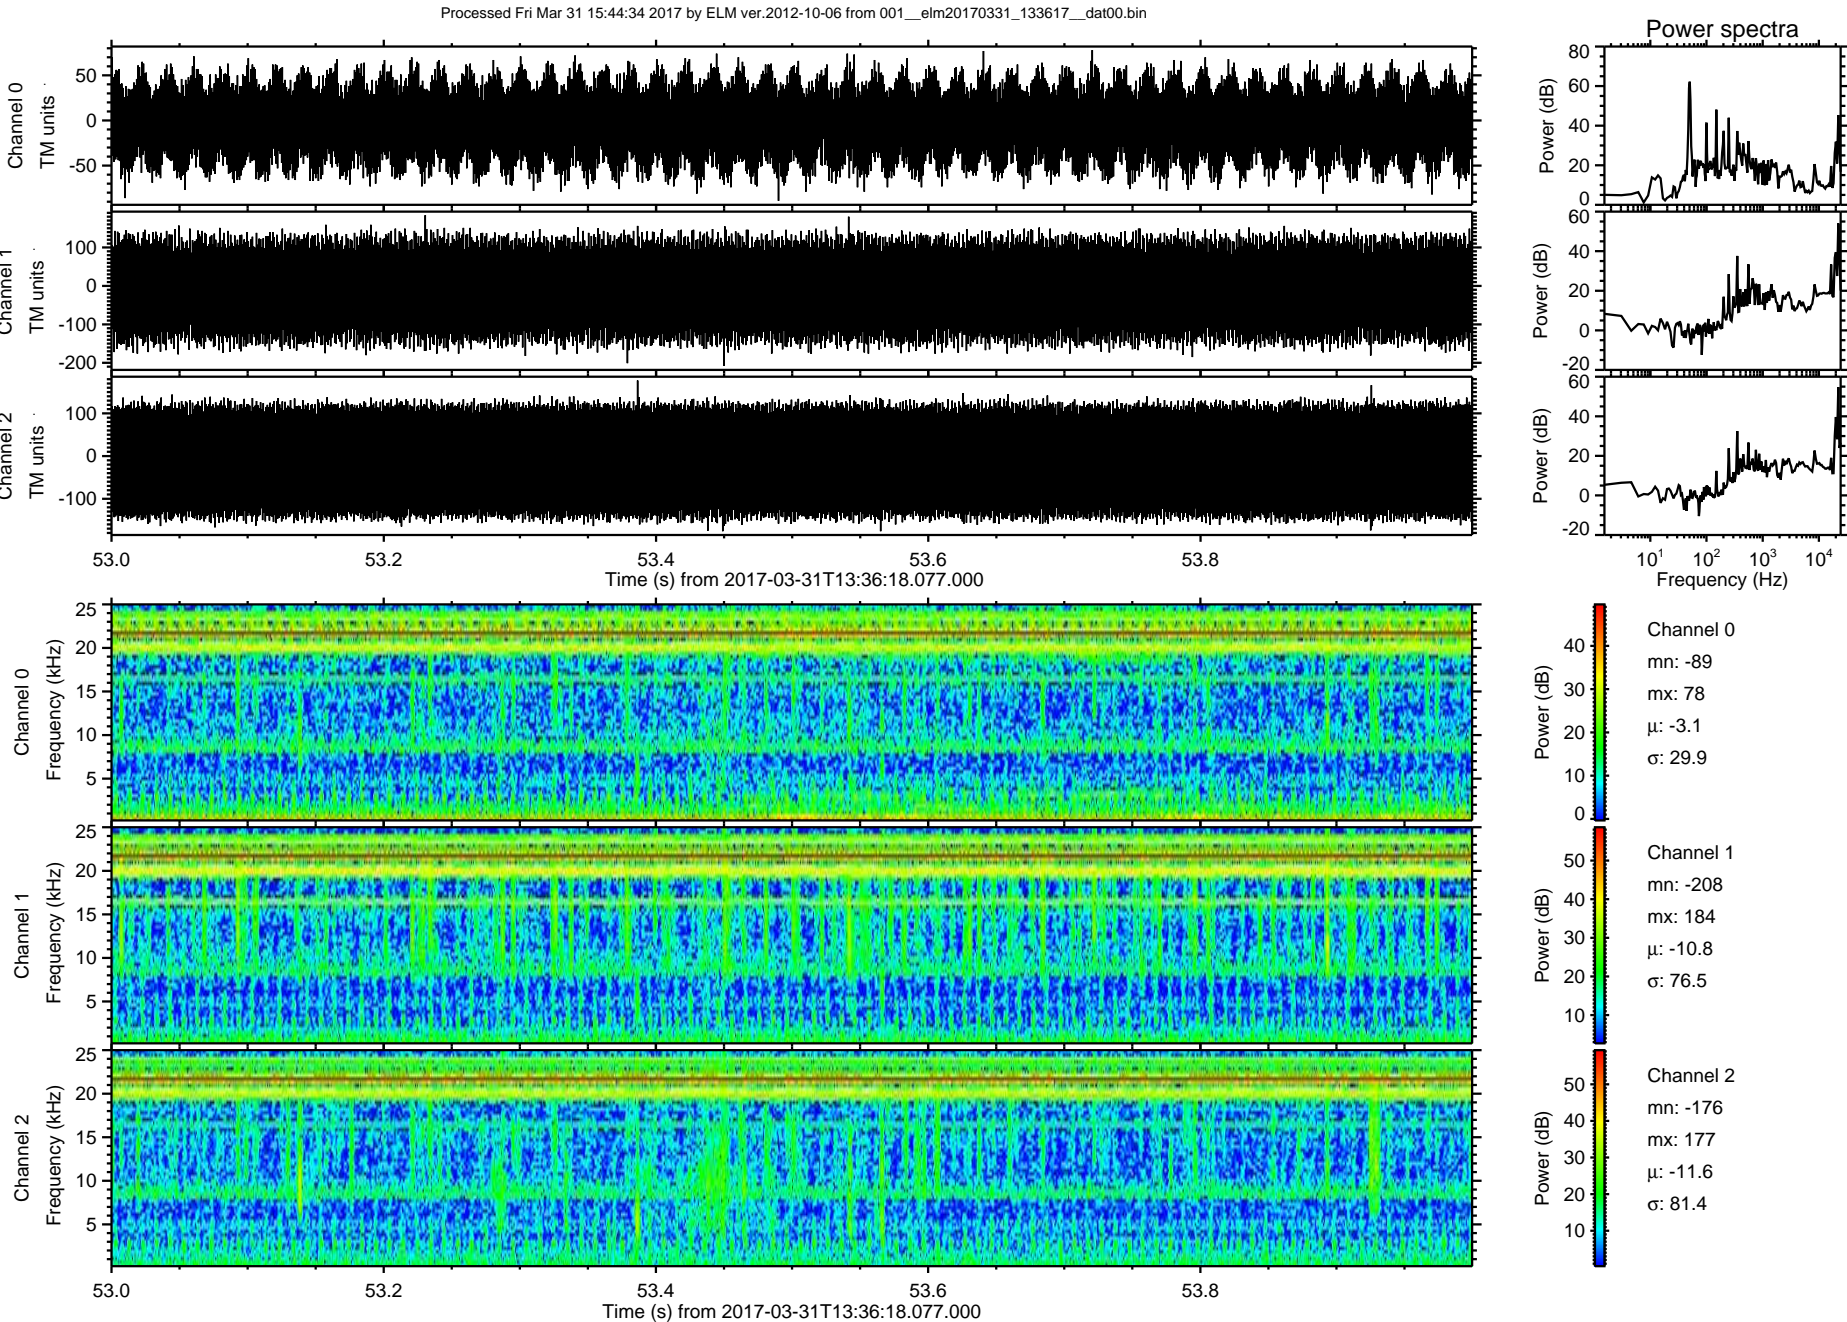 Processed Fri Mar 31 15:44:34 2017 by ELM ver.2012-10-06 from 001__elm20170331_133617__dat00.bin
Power spectra
Channel 0
TM units
50
0
-50
Power (dB)
80
60
40
20
0
Channel 1
TM units
100
0
-100
-200
Power (dB)
60
40
20
0
-20
Channel 2
TM units
100
0
-100
Power (dB)
60
40
20
0
-20
53.0 53.2 53.4 53.6 53.8
Time (s) from 2017-03-31T13:36:18.077.000
10¹ 10² 10³ 10⁴
Frequency (Hz)
Channel 0
Frequency (kHz)
25
20
15
10
5
Power (dB)
40
30
20
10
0
Channel 0
mn: -89
mx: 78
μ: -3.1
σ: 29.9
Channel 1
Frequency (kHz)
25
20
15
10
5
Power (dB)
50
40
30
20
10
Channel 1
mn: -208
mx: 184
μ: -10.8
σ: 76.5
Channel 2
Frequency (kHz)
25
20
15
10
5
Power (dB)
50
40
30
20
10
Channel 2
mn: -176
mx: 177
μ: -11.6
σ: 81.4
53.0 53.2 53.4 53.6 53.8
Time (s) from 2017-03-31T13:36:18.077.000